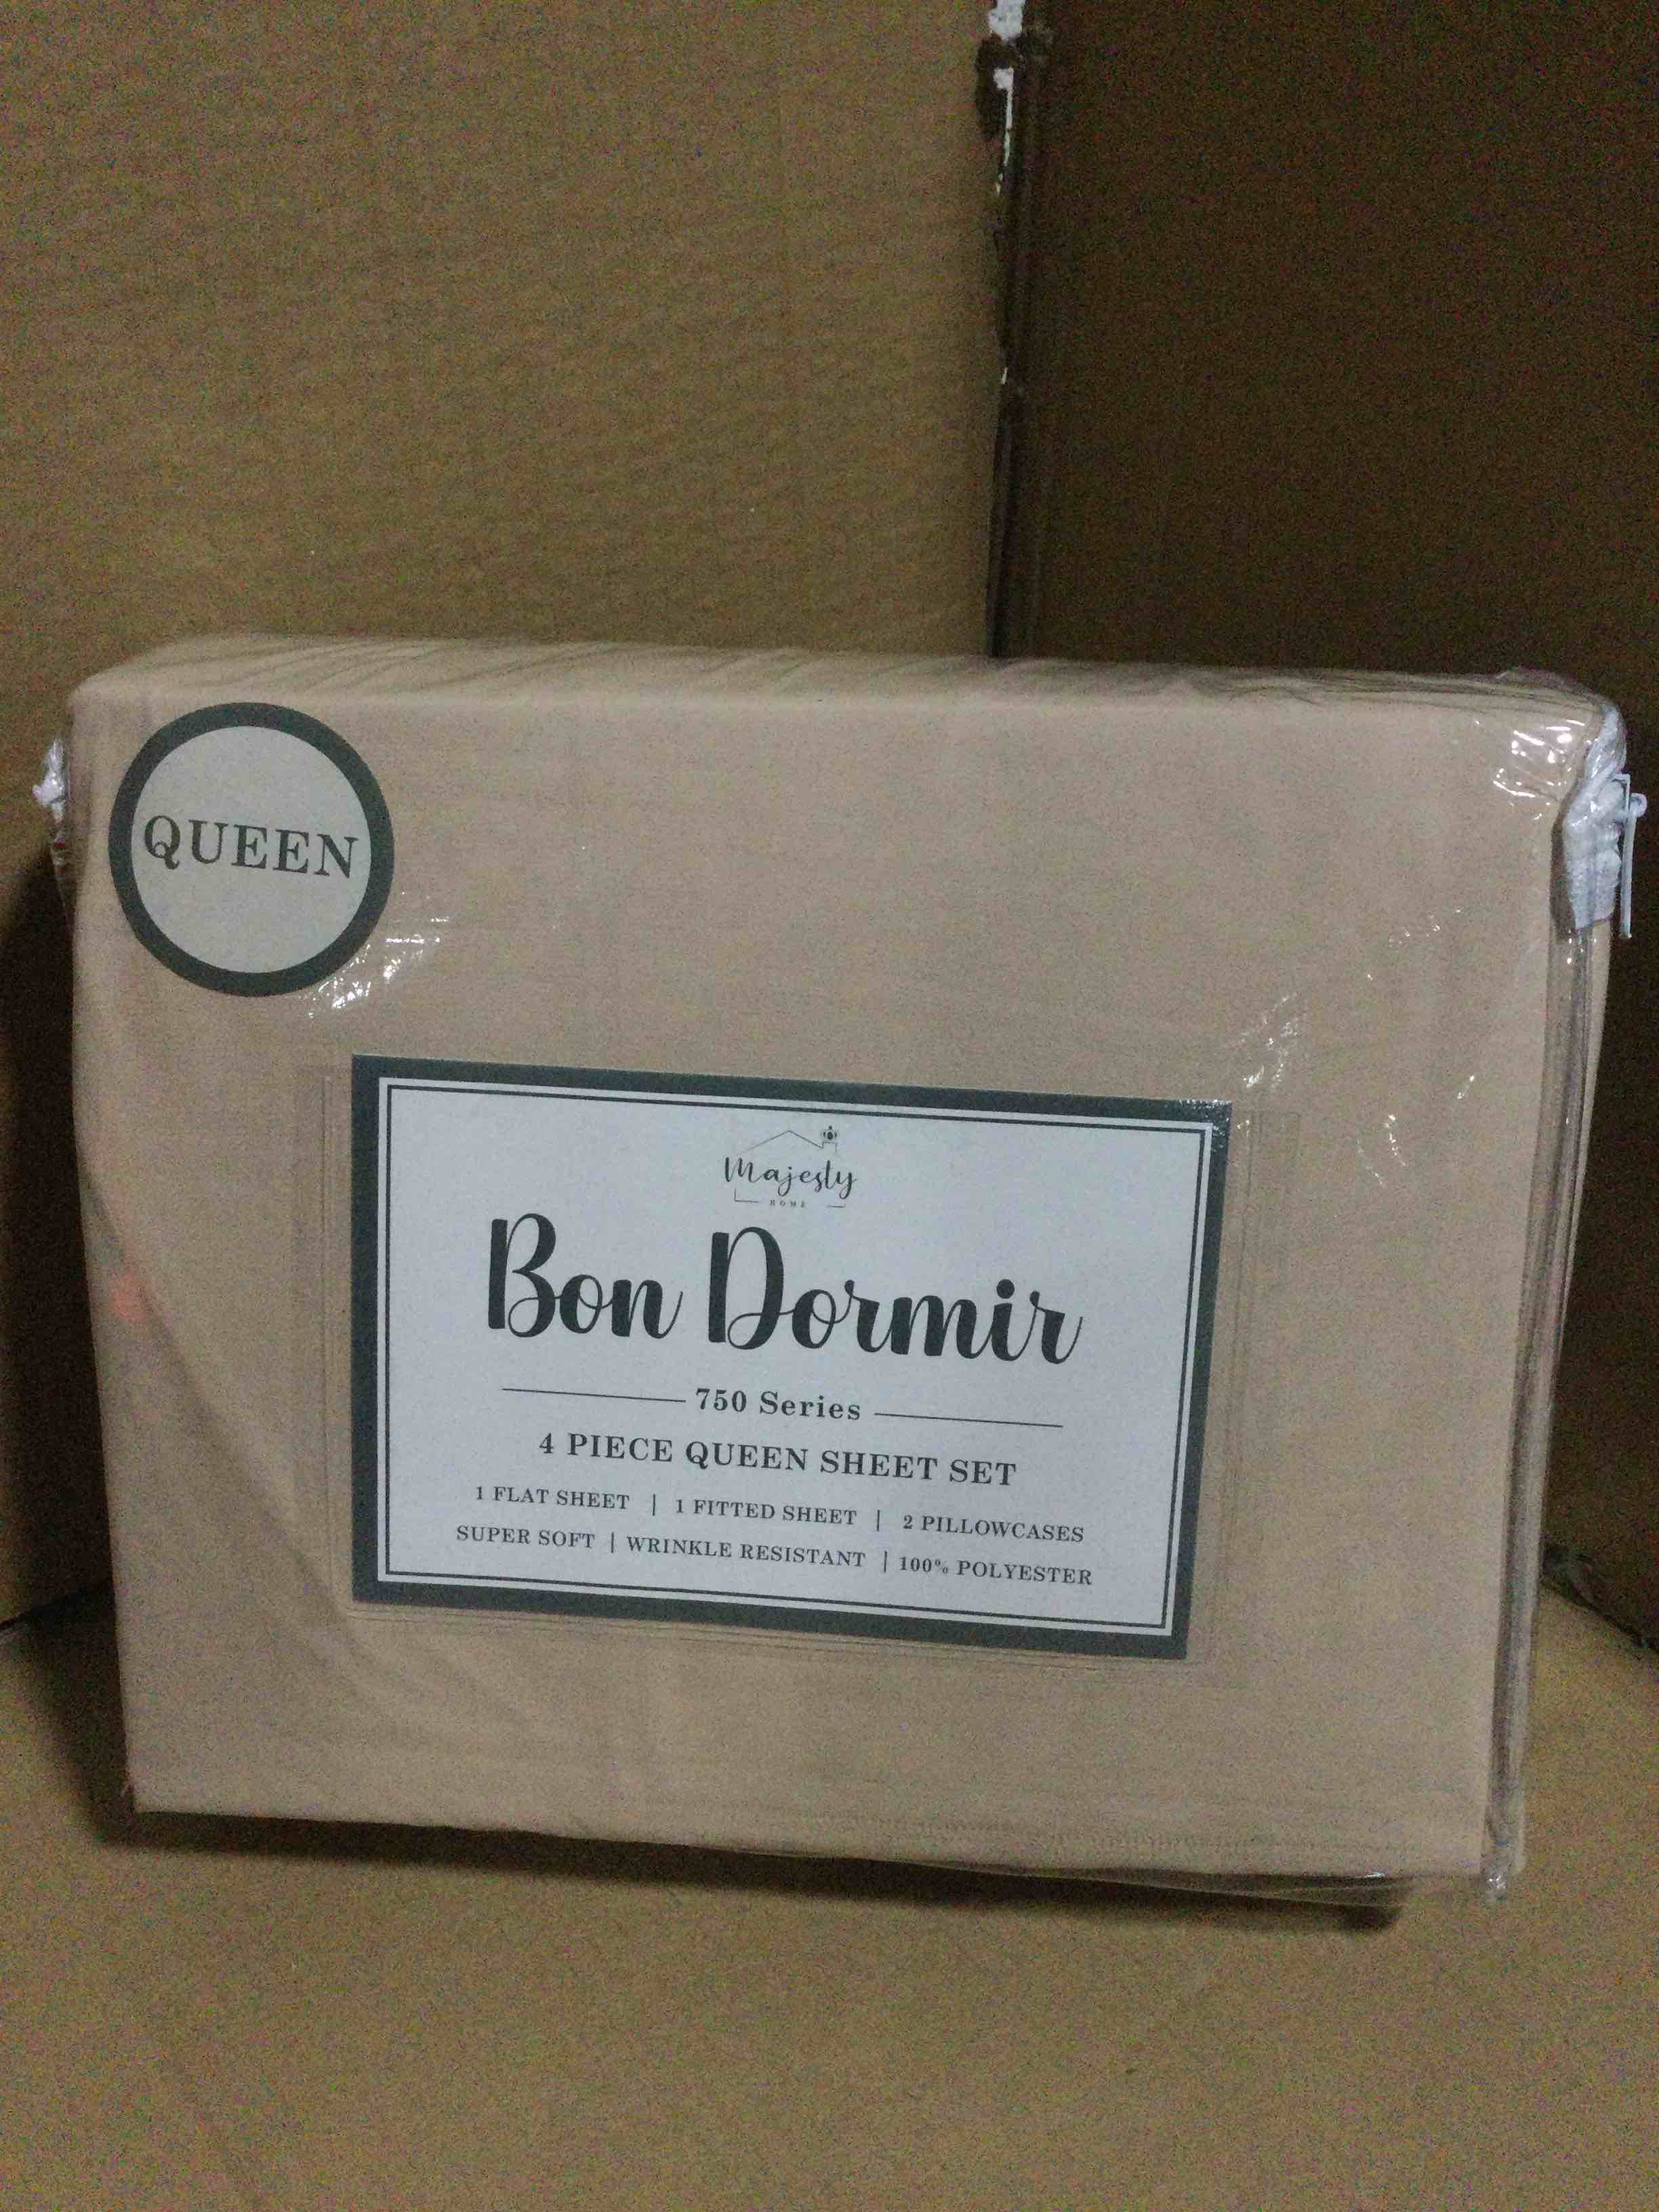 QUEEN
Majesty
HOME
Bon Dormir
750 Series
4 PIECE QUEEN SHEET SET
1 FLAT SHEET | 1 FITTED SHEET | 2 PILLOWCASES
SUPER SOFT | WRINKLE RESISTANT | 100% POLYESTER